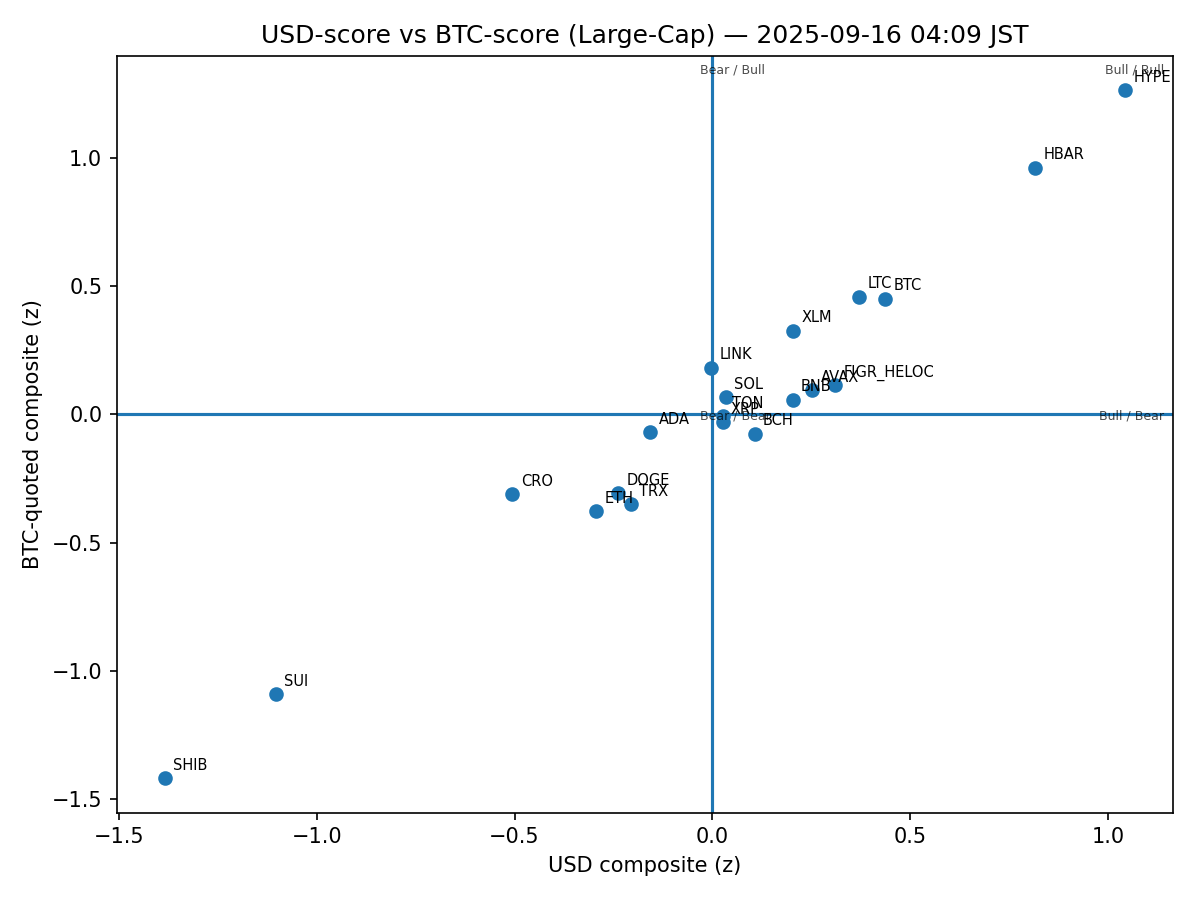 USD-score vs BTC-score (Large-Cap) — 2025-09-16 04:09 JST
Bear / Bull
Bull / Bull
HYPE
HBAR
LTC
BTC
XLM
LINK
FIGR_HELOC
AVAX
SOL
BNB
TON
XRP
Bear / Bear
Bull / Bear
BCH
ADA
CRO
DOGE
TRX
ETH
SUI
SHIB
1.0
0.5
0.0
−0.5
−1.0
−1.5
BTC-quoted composite (z)
−1.5
−1.0
−0.5
0.0
0.5
1.0
USD composite (z)